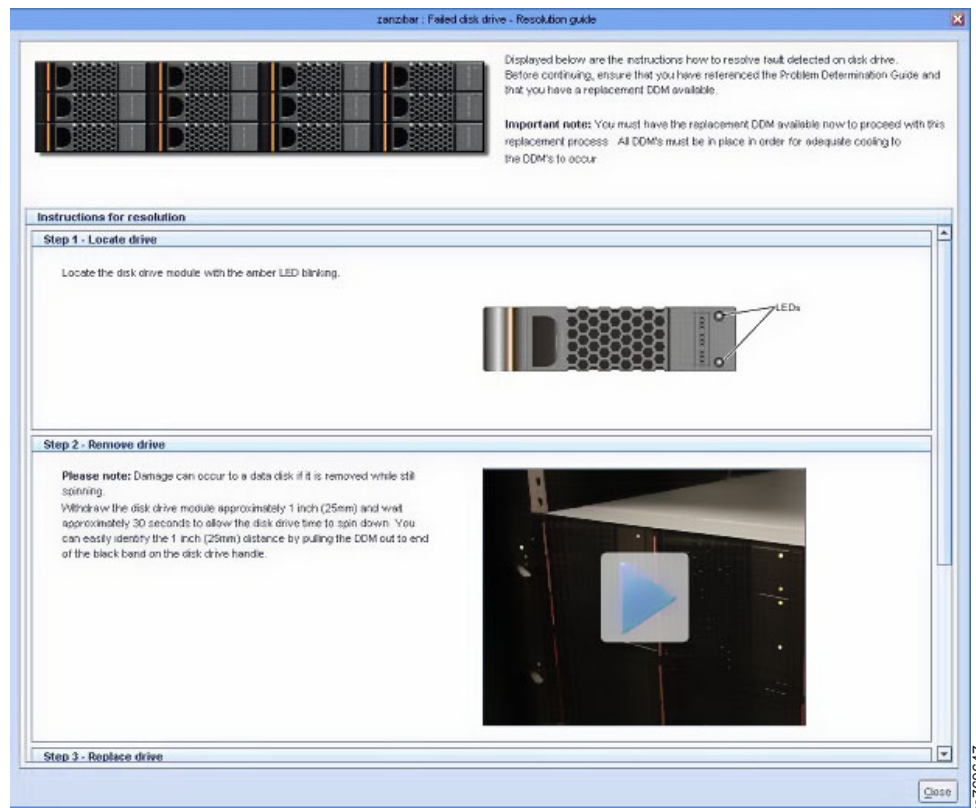 zanzibar : Failed disk drive - Resolution guide
Displayed below are the instructions how to resolve fault detected on disk drive.
Before continuing, ensure that you have referenced the Problem Determination Guide and
that you have a replacement DDM available.
Important note: You must have the replacement DDM available now to proceed with this
replacement process. All DDM's must be in place in order for adequate cooling to
the DDM's to occur.
Instructions for resolution
Step 1 - Locate drive
Locate the disk drive module with the amber LED blinking.
LEDs
Step 2 - Remove drive
Please note: Damage can occur to a data disk if it is removed while still
spinning.
Withdraw the disk drive module approximately 1 inch (25mm) and wait
approximately 30 seconds to allow the disk drive time to spin down. You
can easily identify the 1 inch (25mm) distance by pulling the DDM out to end
of the black band on the disk drive handle.
Step 3 - Replace drive
Close